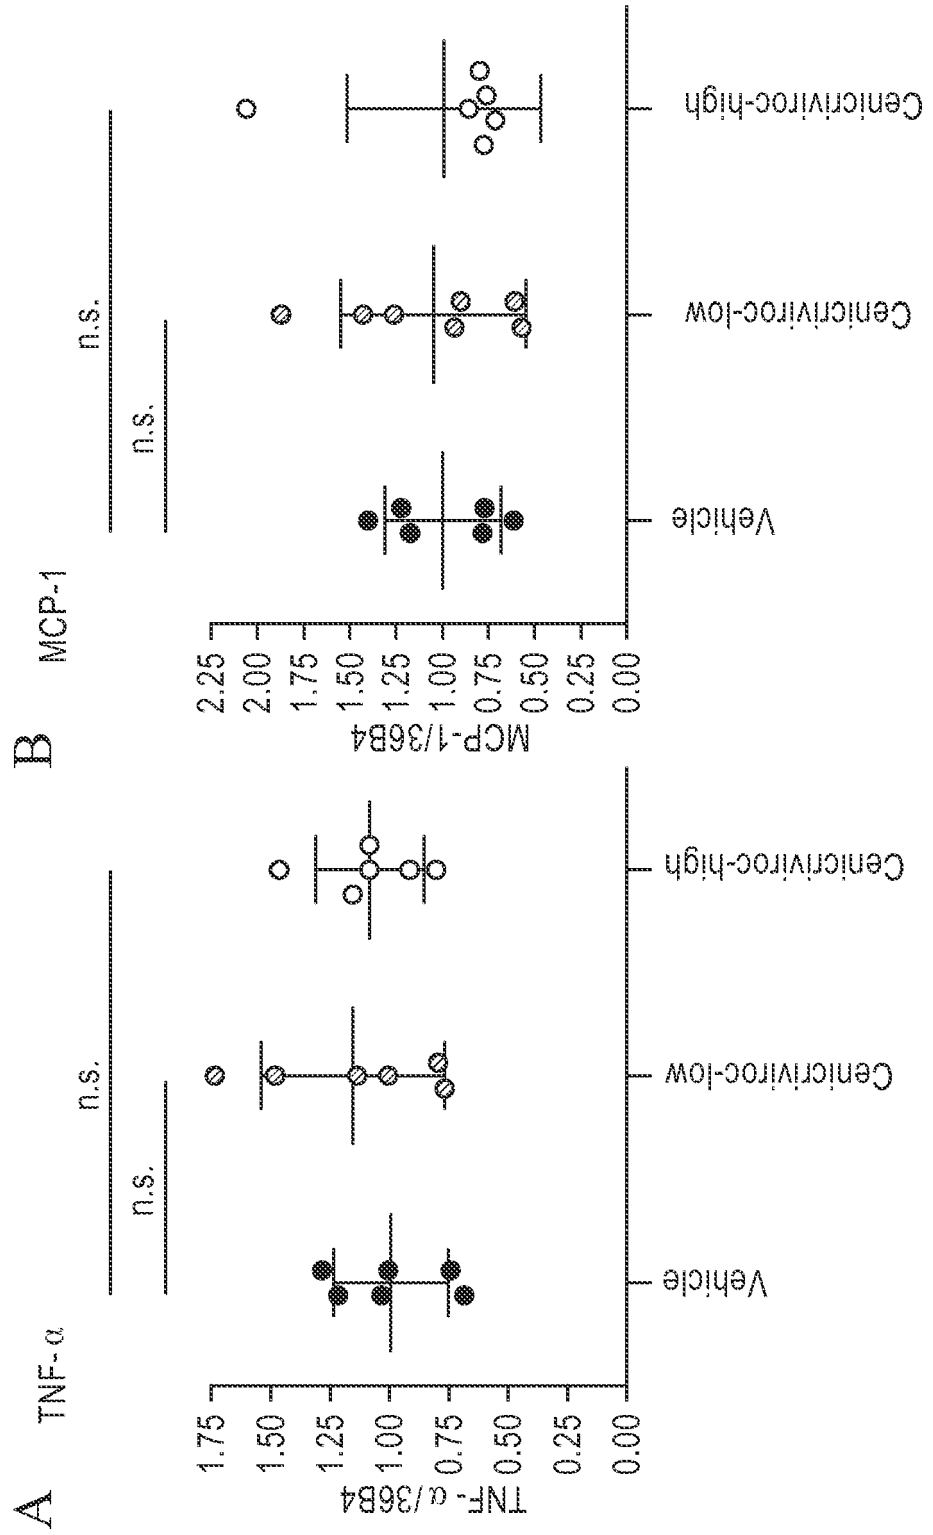 A TNF- α
n.s.
n.s.
TNF- α/36B4
1.75
1.50
1.25
1.00
0.75
0.50
0.25
0.00
Vehicle
Cenicriviroc-low
Cenicriviroc-high
B MCP-1
n.s.
n.s.
MCP-1/36B4
2.25
2.00
1.75
1.50
1.25
1.00
0.75
0.50
0.25
0.00
Vehicle
Cenicriviroc-low
Cenicriviroc-high